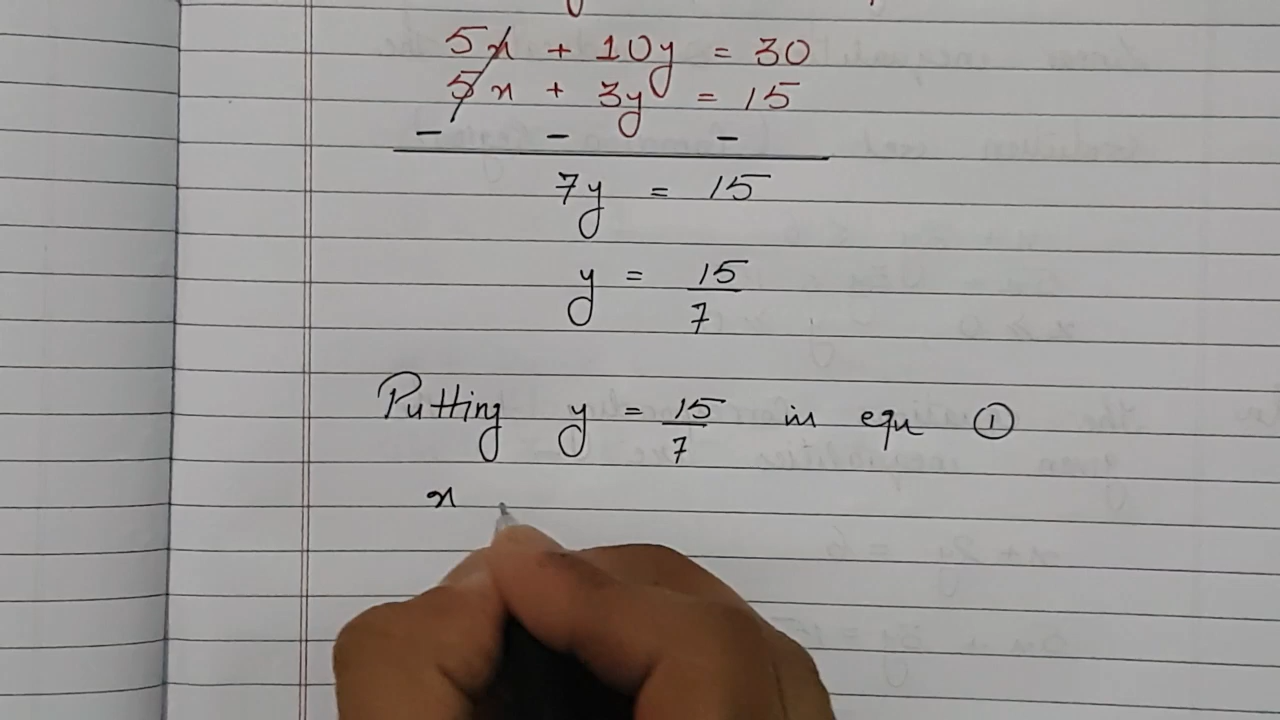 5x + 10y = 30
5x + 3y = 15
- - -
7y = 15
y = 15/7
Putting y = 15/7 in equ ①
x